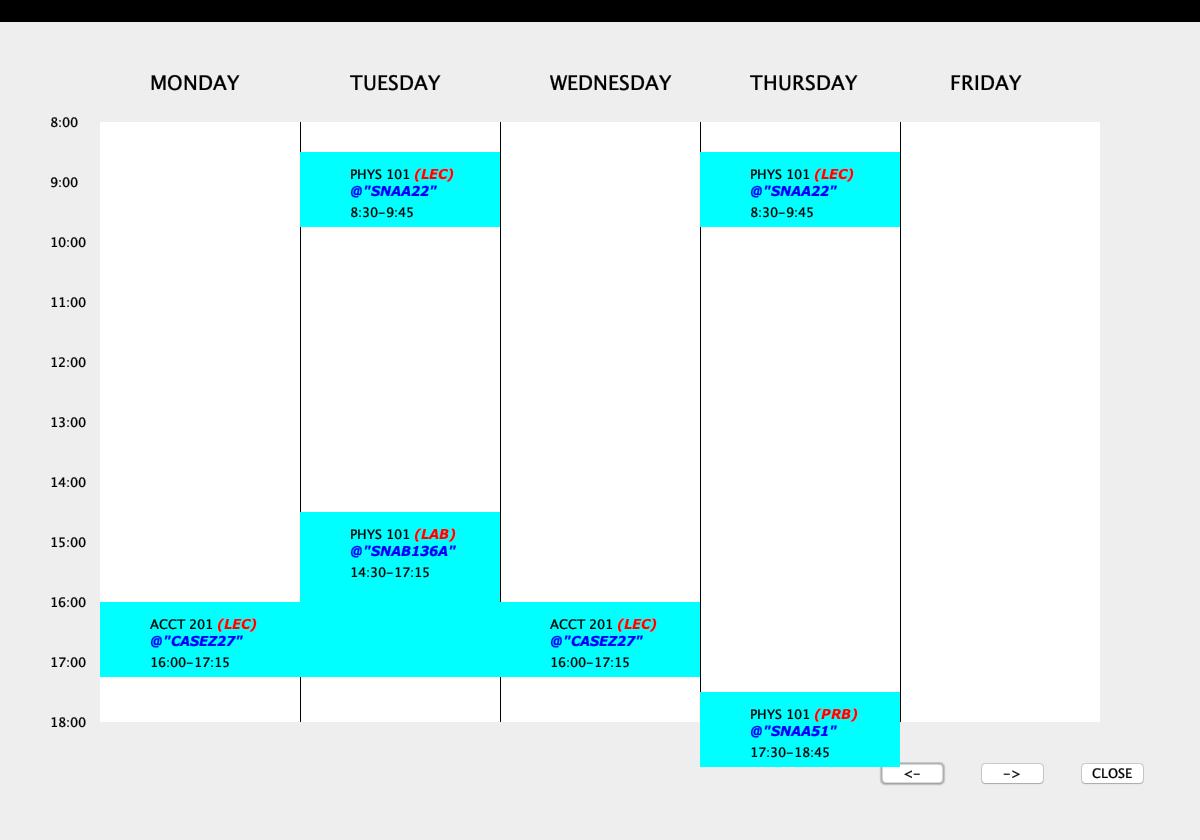 MONDAY TUESDAY WEDNESDAY THURSDAY FRIDAY
8:00
PHYS 101 (LEC)
@"SNAA22"
8:30-9:45
PHYS 101 (LEC)
@"SNAA22"
8:30-9:45
9:00
10:00
11:00
12:00
13:00
14:00
PHYS 101 (LAB)
@"SNAB136A"
14:30-17:15
15:00
16:00
ACCT 201 (LEC)
@"CASEZ27"
16:00-17:15
ACCT 201 (LEC)
@"CASEZ27"
16:00-17:15
17:00
PHYS 101 (PRB)
@"SNAA51"
17:30-18:45
18:00
<- -> CLOSE